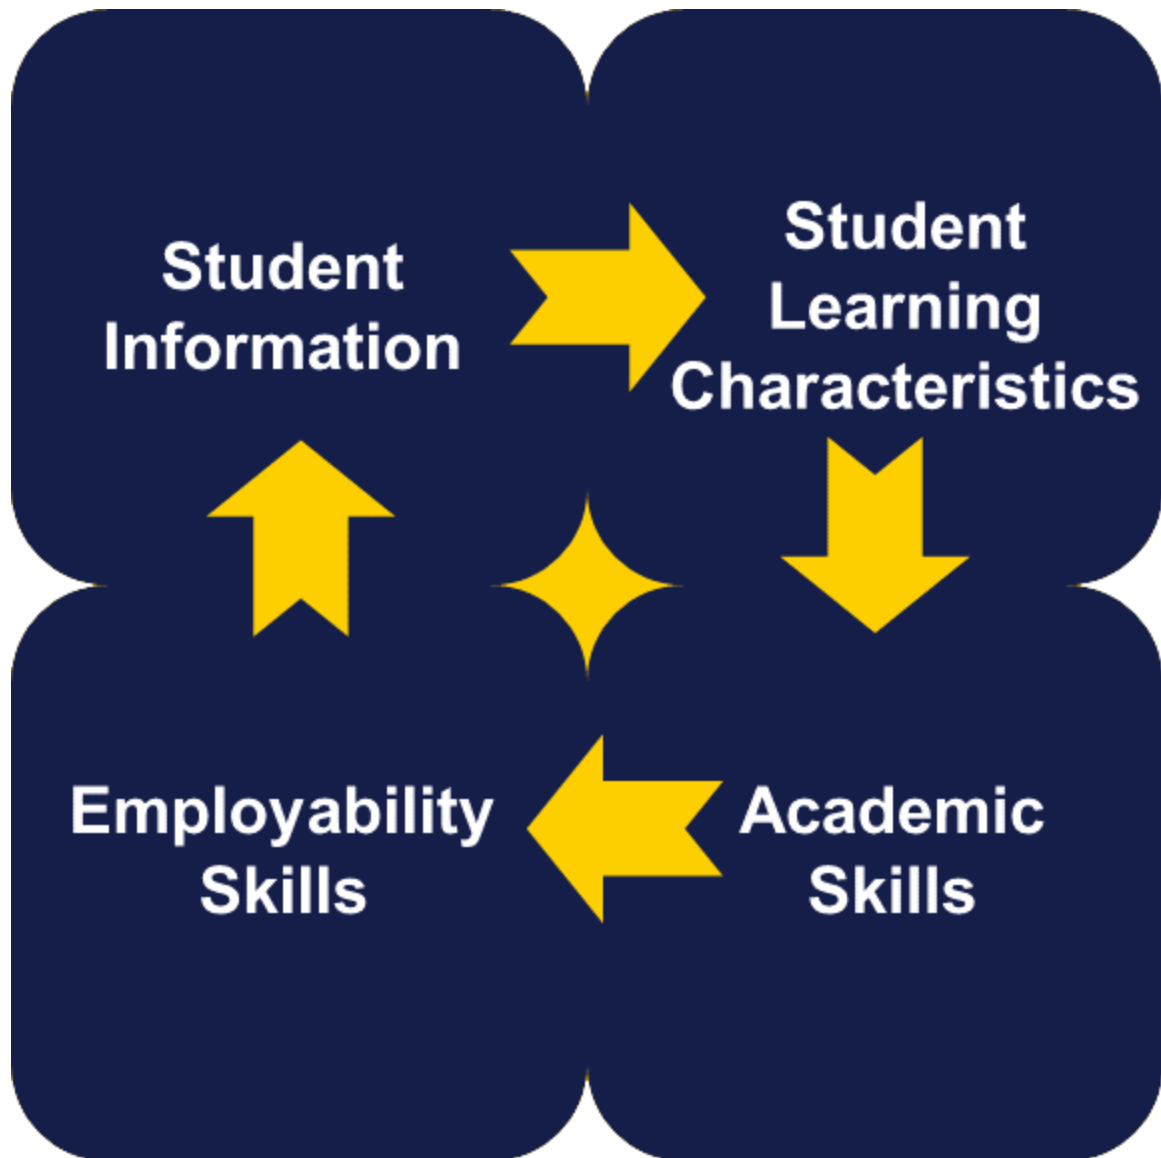 Student
Information
Student
Learning
Characteristics
Employability
Skills
Academic
Skills